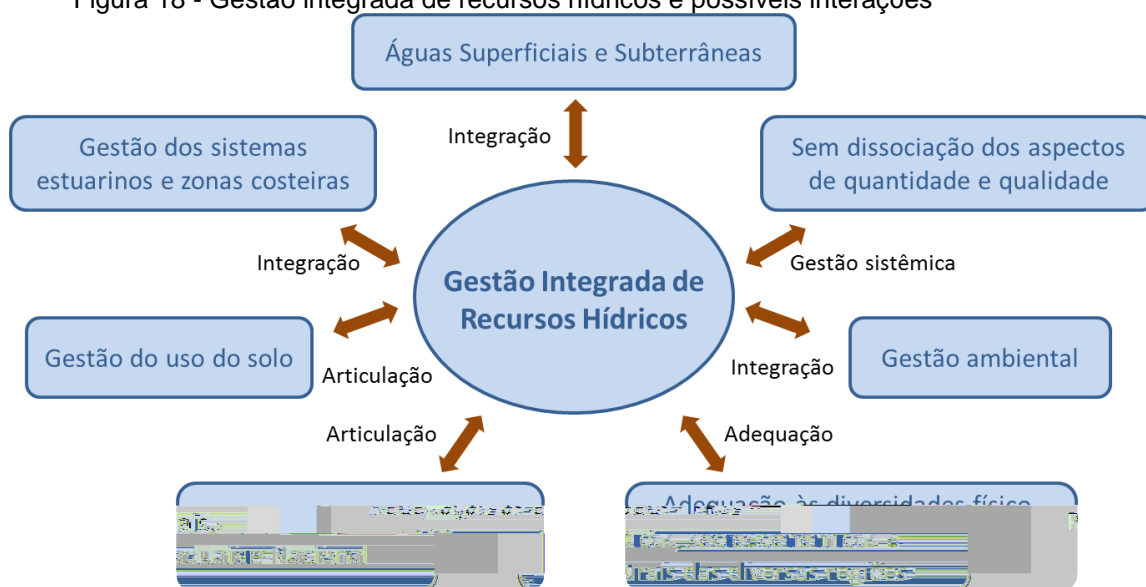 Figura 18 - Gestão integrada de recursos hídricos e possíveis interações
Águas Superficiais e Subterrâneas
Integração
Gestão dos sistemas
estuarinos e zonas costeiras
Sem dissociação dos aspectos
de quantidade e qualidade
Integração
Gestão sistêmica
Gestão Integrada de
Recursos Hídricos
Gestão do uso do solo
Articulação
Integração
Gestão ambiental
Articulação
Adequação
Adequação às diversidades físico